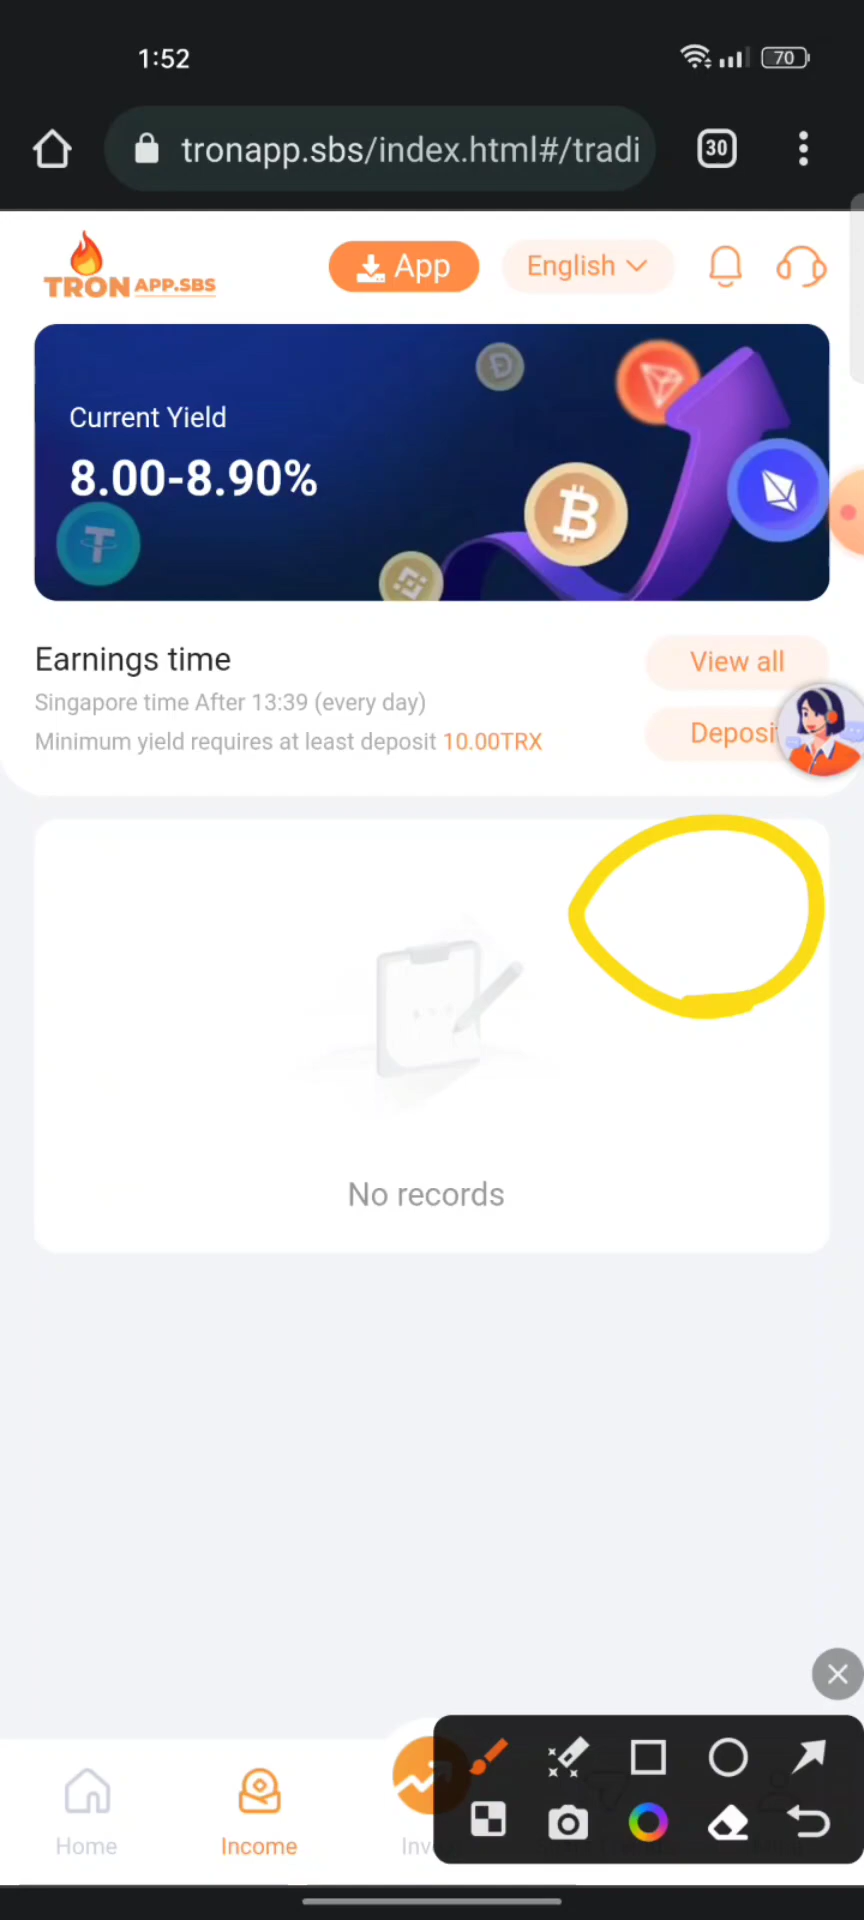 1:52
70
tronapp.sbs/index.html#/tradi
30
TRON APP.SBS
App
English
Current Yield
8.00-8.90%
Earnings time
View all
Singapore time After 13:39 (every day)
Deposi
Minimum yield requires at least deposit 10.00TRX
No records
Home
Income
Inv